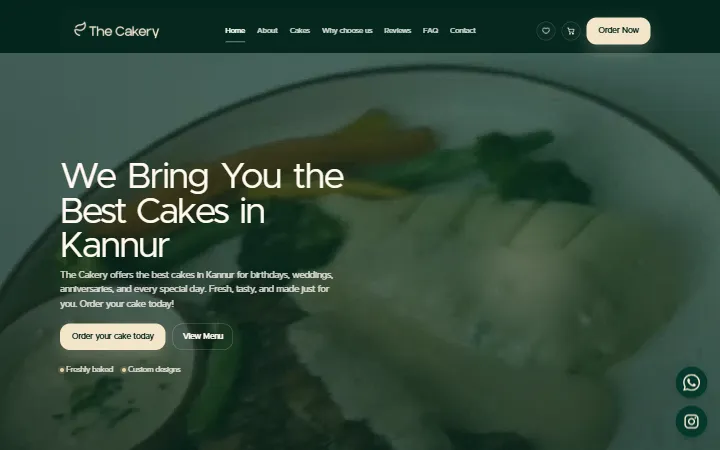 The Cakery
Home About Cakes Why choose us Reviews FAQ Contact
Order Now
We Bring You the
Best Cakes in
Kannur
The Cakery offers the best cakes in Kannur for birthdays, weddings,
anniversaries, and every special day. Fresh, tasty, and made just for
you. Order your cake today!
Order your cake today View Menu
Freshly baked Custom designs